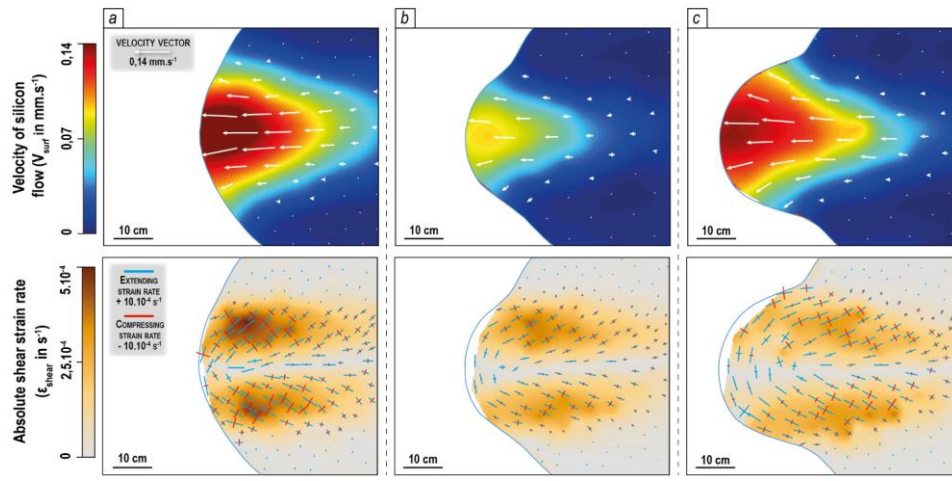 a
b
c
Velocity of silicon
flow (V_surf in mm.s⁻¹)
0,14
0,07
0
VELOCITY VECTOR
0,14 mm.s⁻¹
10 cm
10 cm
10 cm
Absolute shear strain rate
(ε_shear in s⁻¹)
5.10⁻⁴
2,5.10⁻⁴
0
EXTENDING
STRAIN RATE
+ 10.10⁻⁴ s⁻¹
COMPRESSING
STRAIN RATE
- 10.10⁻⁴ s⁻¹
10 cm
10 cm
10 cm